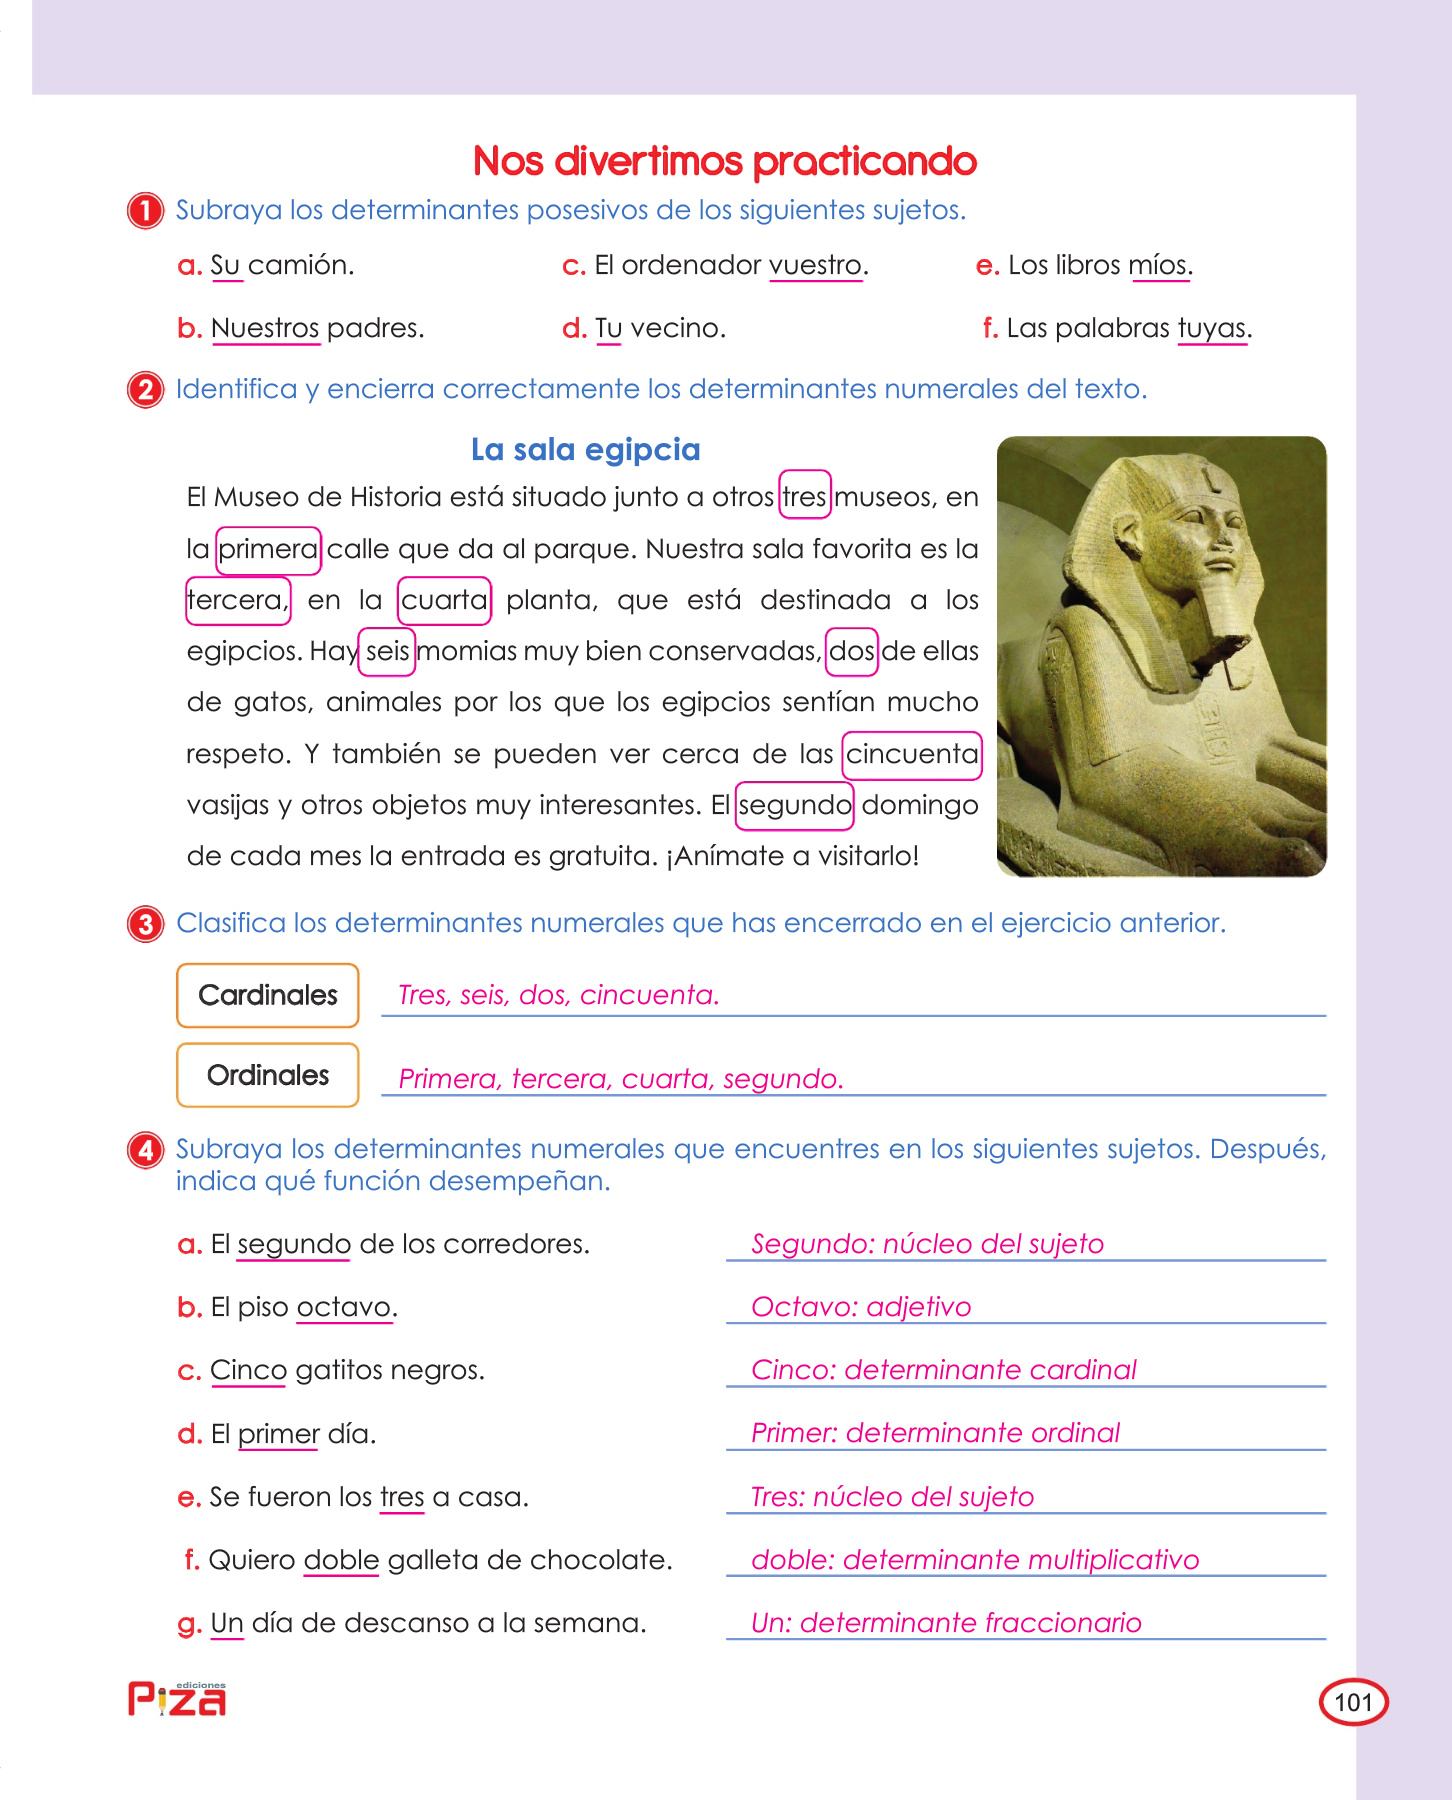 Nos divertimos practicando
1 Subraya los determinantes posesivos de los siguientes sujetos.
a. Su camión.
c. El ordenador vuestro.
e. Los libros míos.
b. Nuestros padres.
d. Tu vecino.
f. Las palabras tuyas.
2 Identifica y encierra correctamente los determinantes numerales del texto.
La sala egipcia
El Museo de Historia está situado junto a otros tres museos, en
la primera calle que da al parque. Nuestra sala favorita es la
tercera, en la cuarta planta, que está destinada a los
egipcios. Hay seis momias muy bien conservadas, dos de ellas
de gatos, animales por los que los egipcios sentían mucho
respeto. Y también se pueden ver cerca de las cincuenta
vasijas y otros objetos muy interesantes. El segundo domingo
de cada mes la entrada es gratuita. ¡Anímate a visitarlo!
3 Clasifica los determinantes numerales que has encerrado en el ejercicio anterior.
Cardinales Tres, seis, dos, cincuenta.
Ordinales Primera, tercera, cuarta, segundo.
4 Subraya los determinantes numerales que encuentres en los siguientes sujetos. Después,
indica qué función desempeñan.
a. El segundo de los corredores. Segundo: núcleo del sujeto
b. El piso octavo. Octavo: adjetivo
c. Cinco gatitos negros. Cinco: determinante cardinal
d. El primer día. Primer: determinante ordinal
e. Se fueron los tres a casa. Tres: núcleo del sujeto
f. Quiero doble galleta de chocolate. doble: determinante multiplicativo
g. Un día de descanso a la semana. Un: determinante fraccionario
ediciones
Piza
101